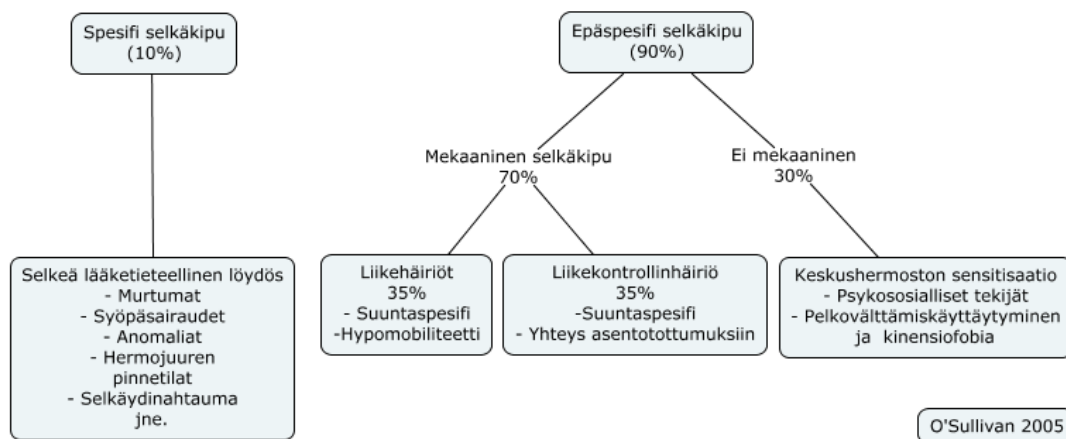 Spesifi selkäkipu
(10%)
Epäspesifi selkäkipu
(90%)
Mekaaninen selkäkipu
70%
Ei mekaaninen
30%
Selkeä lääketieteellinen löydös
- Murtumat
- Syöpäsairaudet
- Anomaliat
- Hermojuuren
pinnetilat
- Selkäydinahtauma
jne.
Liikehäiriöt
35%
- Suuntaspesifi
-Hypomobiliteetti
Liikekontrollinhäiriö
35%
-Suuntaspesifi
- Yhteys asentotottumuksiin
Keskushermoston sensitisaatio
- Psykososialliset tekijät
- Pelkovälttämiskäyttäytyminen
ja kinensiofobia
O'Sullivan 2005